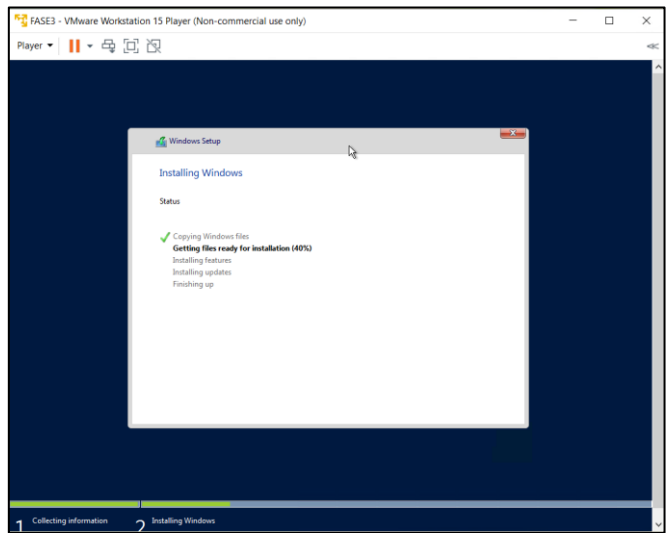 FASE3 - VMware Workstation 15 Player (Non-commercial use only)
Player
Windows Setup
Installing Windows
Status
Copying Windows files
Getting files ready for installation (40%)
Installing features
Installing updates
Finishing up
1 Collecting information 2 Installing Windows